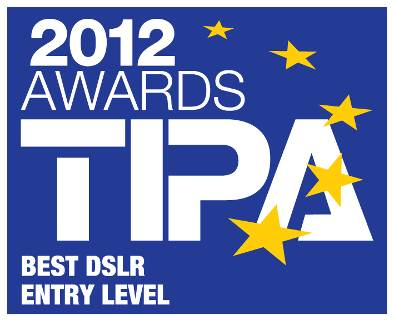 2012
AWARDS
TIPA
BEST DSLR
ENTRY LEVEL